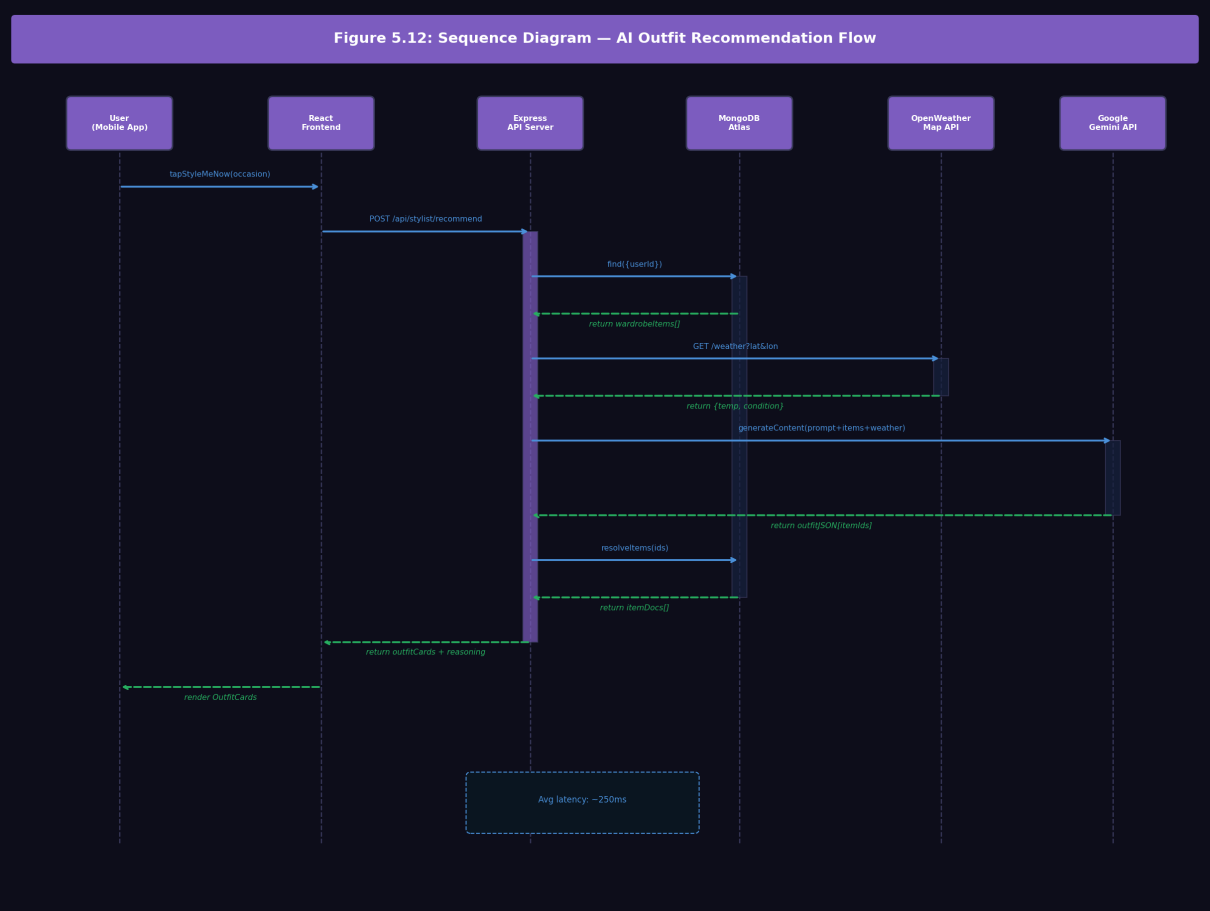 Figure 5.12: Sequence Diagram — AI Outfit Recommendation Flow
User
(Mobile App)
React
Frontend
Express
API Server
MongoDB
Atlas
OpenWeather
Map API
Google
Gemini API
tapStyleMeNow(occasion)
POST /api/stylist/recommend
find({userId})
return wardrobeItems[]
GET /weather?lat&lon
return {temp, condition}
generateContent(prompt+items+weather)
return outfitJSON[itemIds]
resolveItems(ids)
return itemDocs[]
return outfitCards + reasoning
render OutfitCards
Avg latency: ~250ms